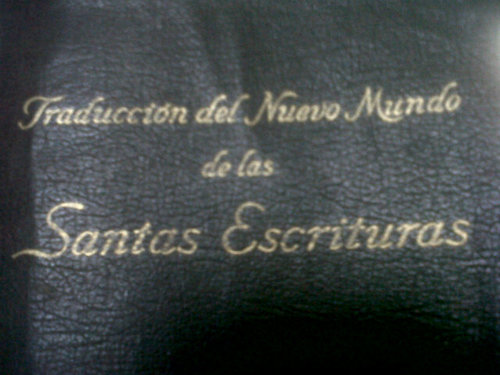 Traducción del Nuevo Mundo
de las
Santas Escrituras